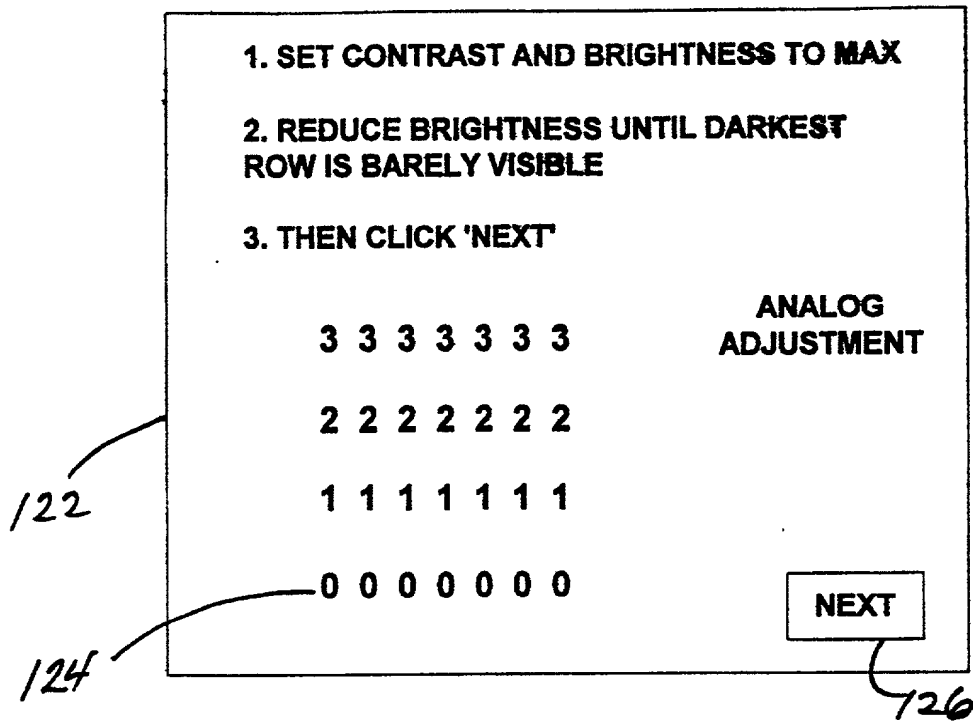 1. SET CONTRAST AND BRIGHTNESS TO MAX
2. REDUCE BRIGHTNESS UNTIL DARKEST
ROW IS BARELY VISIBLE
3. THEN CLICK 'NEXT'
ANALOG
ADJUSTMENT
3 3 3 3 3 3 3
2 2 2 2 2 2 2
122
1 1 1 1 1 1 1
0 0 0 0 0 0 0
NEXT
124
126